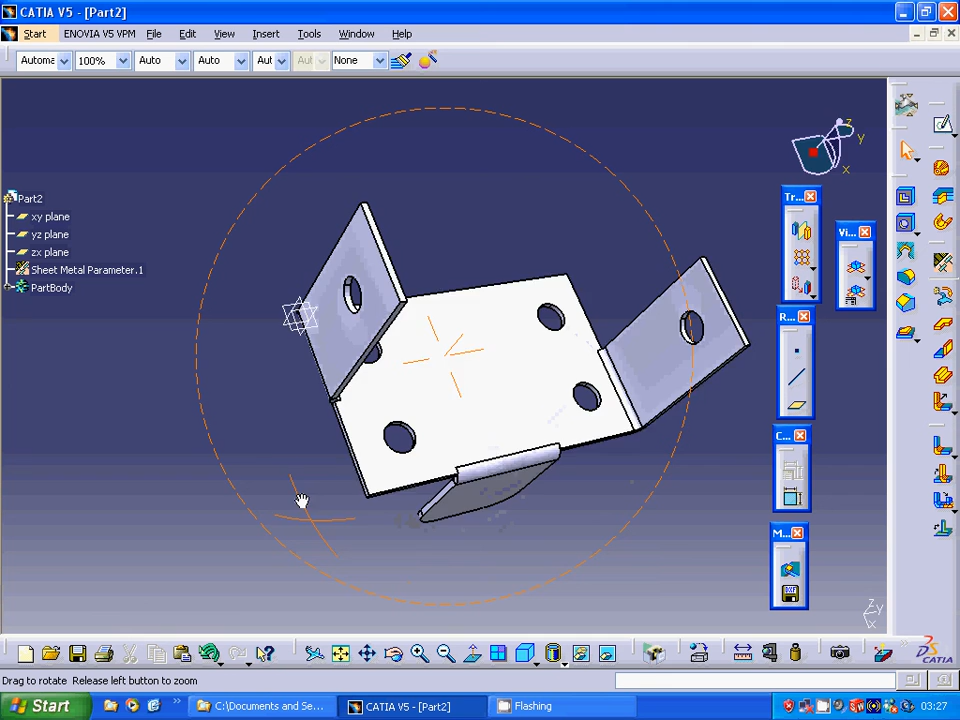 CATIA V5 - [Part2]
Start ENOVIA V5 VPM File Edit View Insert Tools Window Help
Automa 100% Auto Auto Aut Aut None
z
y
x
Tr...
Vi...
Part2
xy plane
yz plane
zx plane
Sheet Metal Parameter.1
PartBody
R...
C...
M...
DXF
z
y
x
CATIA
Drag to rotate Release left button to zoom
Start C:\Documents and Se... CATIA V5 - [Part2] Flashing 03:27